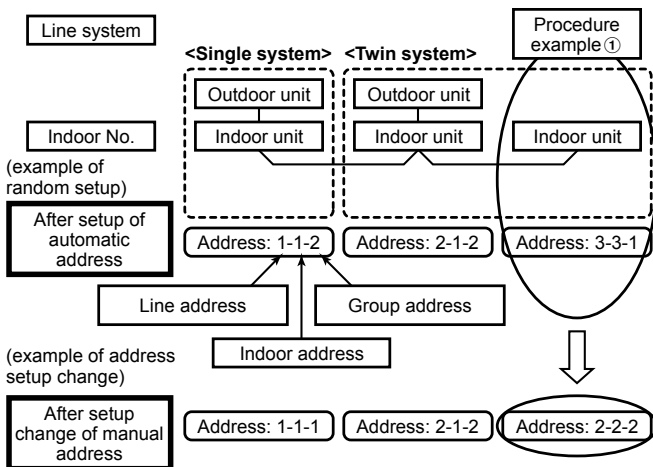 Line system
<Single system>
<Twin system>
Procedure
example ①
Outdoor unit
Outdoor unit
Indoor No.
Indoor unit
Indoor unit
Indoor unit
(example of
random setup)
After setup of
automatic
address
Address: 1-1-2
Address: 2-1-2
Address: 3-3-1
Line address
Group address
Indoor address
(example of address
setup change)
After setup
change of manual
address
Address: 1-1-1
Address: 2-1-2
Address: 2-2-2